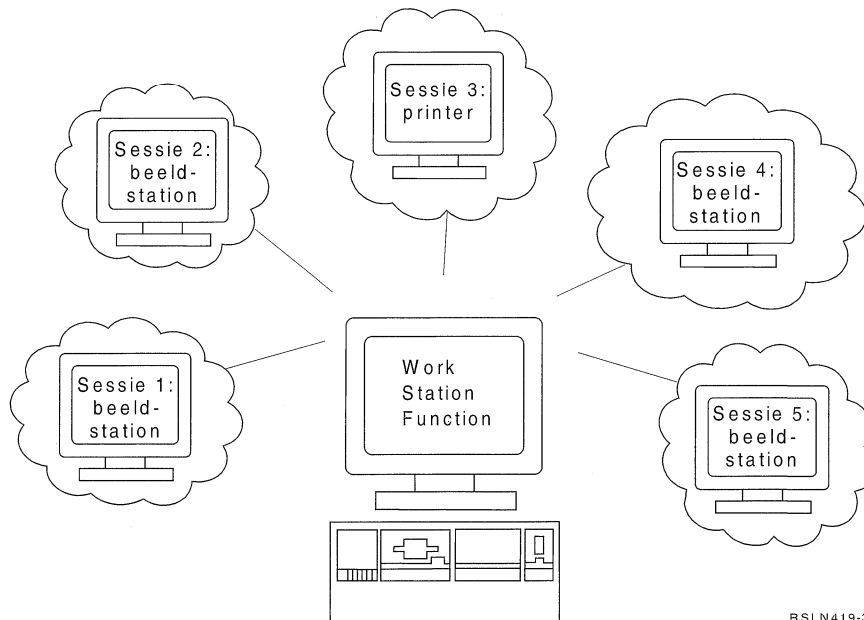 Sessie 3:
printer
Sessie 2:
beeld-
station
Sessie 4:
beeld-
station
Work
Station
Function
Sessie 1:
beeld-
station
Sessie 5:
beeld-
station